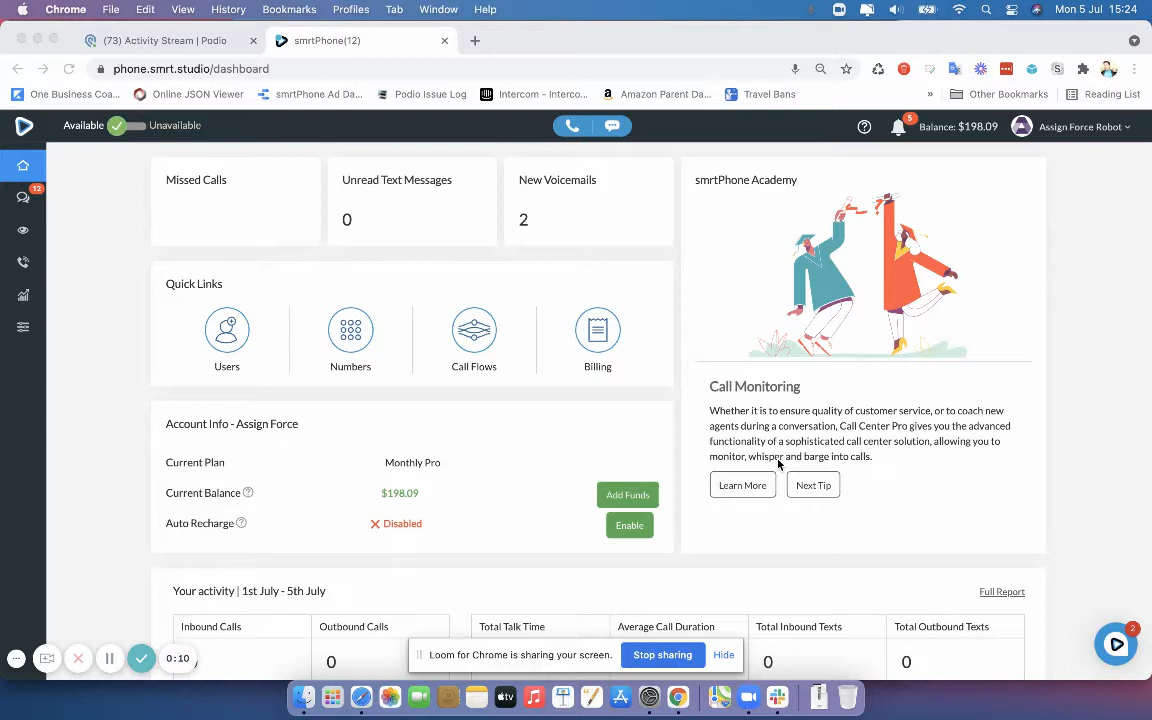 Chrome File Edit View History Bookmarks Profiles Tab Window Help Mon 5 Jul 15:24
(73) Activity Stream | Podio
smrtPhone(12)
phone.smrt.studio/dashboard
One Business Coa... Online JSON Viewer smrtPhone Ad Da... Podio Issue Log Intercom - Interco... Amazon Parent Da... Travel Bans » Other Bookmarks Reading List
Available Unavailable
5
Balance: $198.09 Assign Force Robot
12
Missed Calls
Unread Text Messages
0
New Voicemails
2
Quick Links
Users
Numbers
Call Flows
Billing
Account Info - Assign Force
Current Plan Monthly Pro
Current Balance $198.09 Add Funds
Auto Recharge Disabled Enable
smrtPhone Academy
Call Monitoring
Whether it is to ensure quality of customer service, or to coach new
agents during a conversation, Call Center Pro gives you the advanced
functionality of a sophisticated call center solution, allowing you to
monitor, whisper and barge into calls.
Learn More Next Tip
Your activity | 1st July - 5th July Full Report
Inbound Calls Outbound Calls Total Talk Time Average Call Duration Total Inbound Texts Total Outbound Texts
0 0 0
0:10
Loom for Chrome is sharing your screen. Stop sharing Hide
2
tv